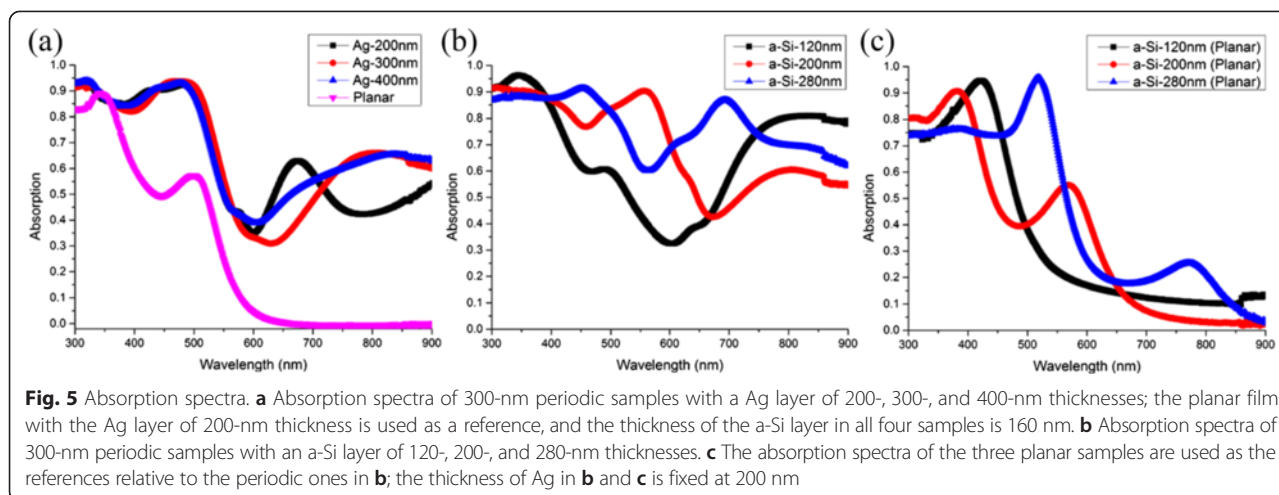 (a)
Ag-200nm
Ag-300nm
Ag-400nm
Planar
1.0
0.9
0.8
0.7
0.6
0.5
0.4
0.3
0.2
0.1
0.0
Absorption
300 400 500 600 700 800 900
Wavelength (nm)
(b)
a-Si-120nm
a-Si-200nm
a-Si-280nm
1.0
0.9
0.8
0.7
0.6
0.5
0.4
0.3
0.2
0.1
0.0
Absorption
300 400 500 600 700 800 900
Wavelength (nm)
(c)
a-Si-120nm (Planar)
a-Si-200nm (Planar)
a-Si-280nm (Planar)
1.0
0.9
0.8
0.7
0.6
0.5
0.4
0.3
0.2
0.1
0.0
Absorption
300 400 500 600 700 800 900
Wavelength (nm)
Fig. 5 Absorption spectra. a Absorption spectra of 300-nm periodic samples with a Ag layer of 200-, 300-, and 400-nm thicknesses; the planar film
with the Ag layer of 200-nm thickness is used as a reference, and the thickness of the a-Si layer in all four samples is 160 nm. b Absorption spectra of
300-nm periodic samples with an a-Si layer of 120-, 200-, and 280-nm thicknesses. c The absorption spectra of the three planar samples are used as the
references relative to the periodic ones in b; the thickness of Ag in b and c is fixed at 200 nm